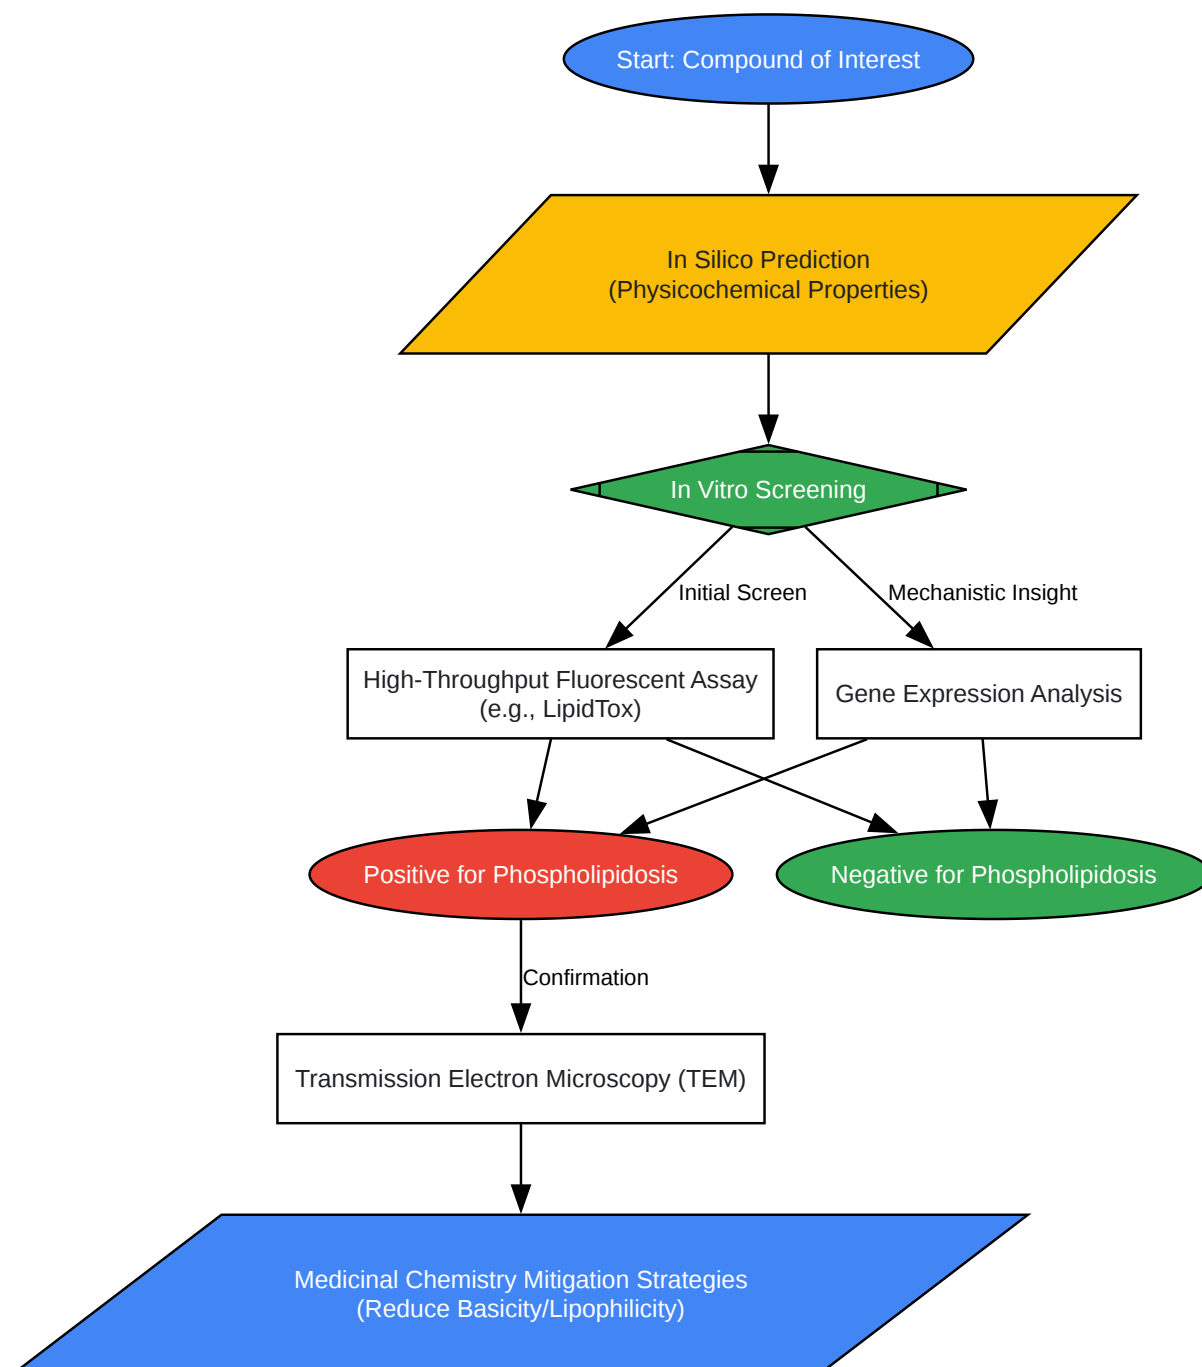 Start: Compound of Interest
In Silico Prediction
(Physicochemical Properties)
In Vitro Screening
Initial Screen
Mechanistic Insight
High-Throughput Fluorescent Assay
(e.g., LipidTox)
Gene Expression Analysis
Positive for Phospholipidosis
Negative for Phospholipidosis
Confirmation
Transmission Electron Microscopy (TEM)
Medicinal Chemistry Mitigation Strategies
(Reduce Basicity/Lipophilicity)